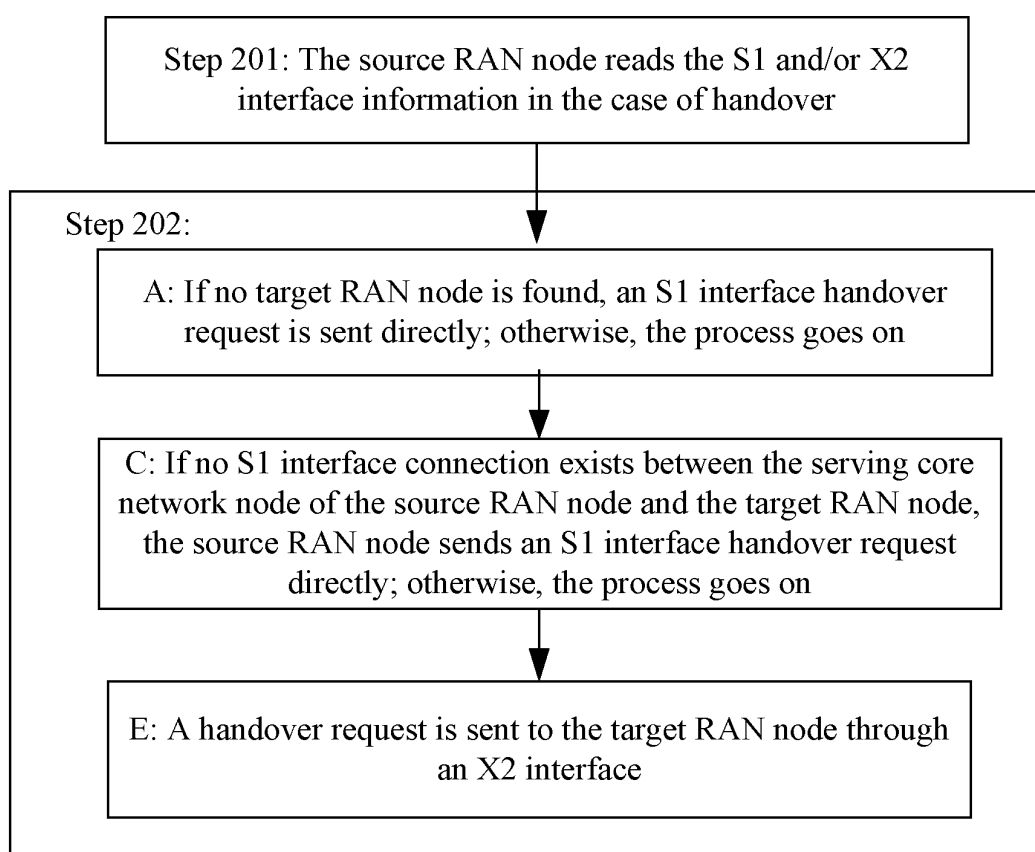 Step 201: The source RAN node reads the S1 and/or X2
interface information in the case of handover
Step 202:
A: If no target RAN node is found, an S1 interface handover
request is sent directly; otherwise, the process goes on
C: If no S1 interface connection exists between the serving core
network node of the source RAN node and the target RAN node,
the source RAN node sends an S1 interface handover request
directly; otherwise, the process goes on
E: A handover request is sent to the target RAN node through
an X2 interface